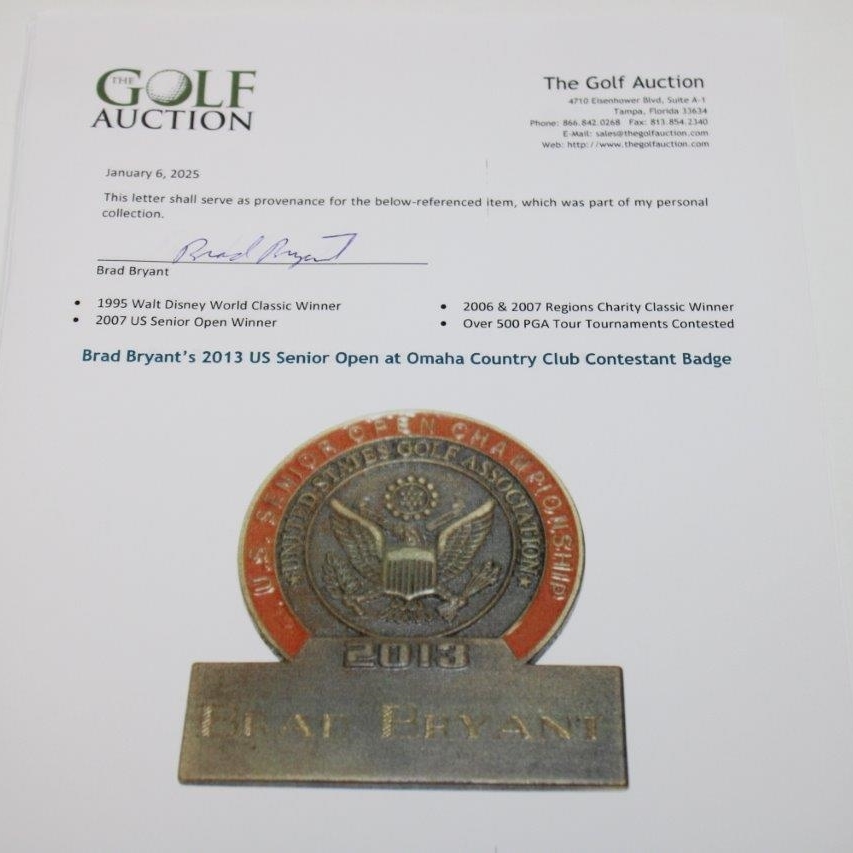 THE
GOLF
AUCTION
The Golf Auction
4710 Eisenhower Blvd, Suite A-1
Tampa, Florida 33634
Phone: 866.842.0268 Fax: 813.854.2340
E-Mail: sales@thegolfauction.com
Web: http://www.thegolfauction.com
January 6, 2025
This letter shall serve as provenance for the below-referenced item, which was part of my personal
collection.
Brad Bryant
Brad Bryant
• 1995 Walt Disney World Classic Winner
• 2007 US Senior Open Winner
• 2006 & 2007 Regions Charity Classic Winner
• Over 500 PGA Tour Tournaments Contested
Brad Bryant's 2013 US Senior Open at Omaha Country Club Contestant Badge
U.S. SENIOR OPEN CHAMPIONSHIP
★UNITED STATES GOLF ASSOCIATION★
2013
BRAD BRYANT